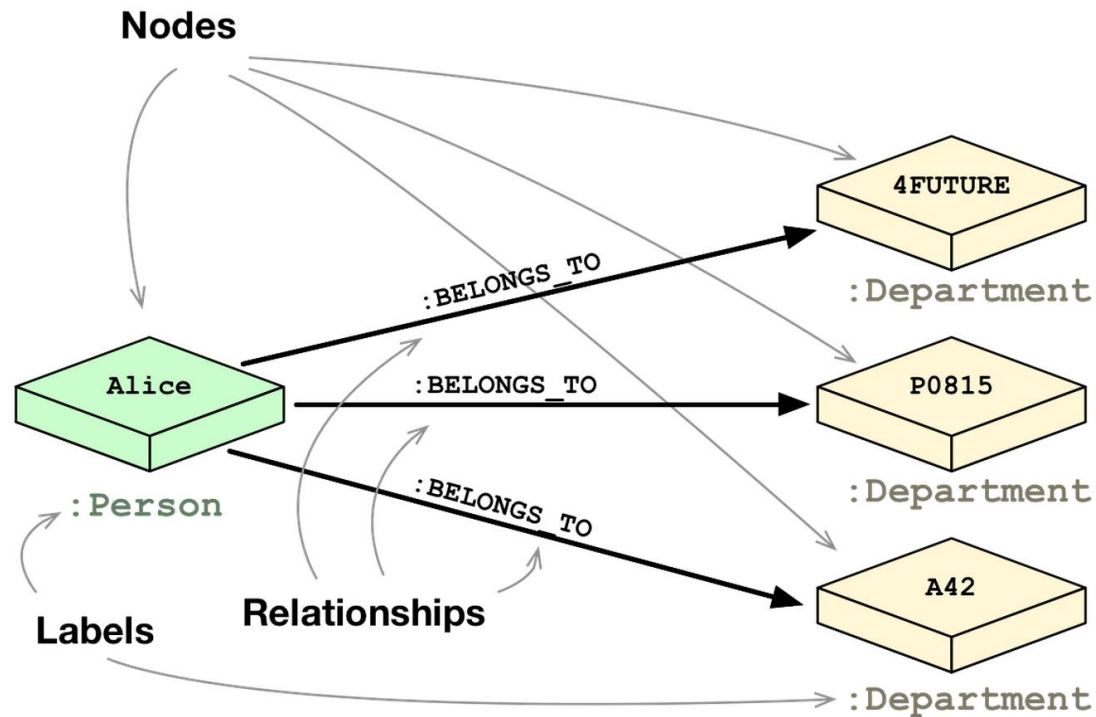 Nodes
4FUTURE
:Department
:BELONGS_TO
Alice
:Person
:BELONGS_TO
P0815
:Department
:BELONGS_TO
A42
:Department
Relationships
Labels